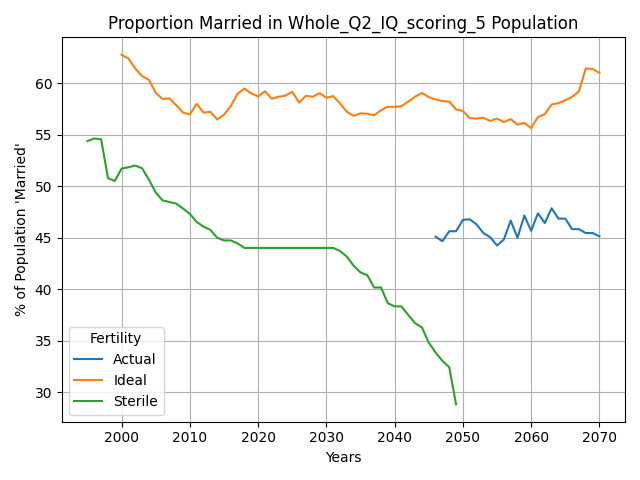 Proportion Married in Whole_Q2_IQ_scoring_5 Population
% of Population 'Married'
60
55
50
45
40
35
30
Fertility
Actual
Ideal
Sterile
2000 2010 2020 2030 2040 2050 2060 2070
Years